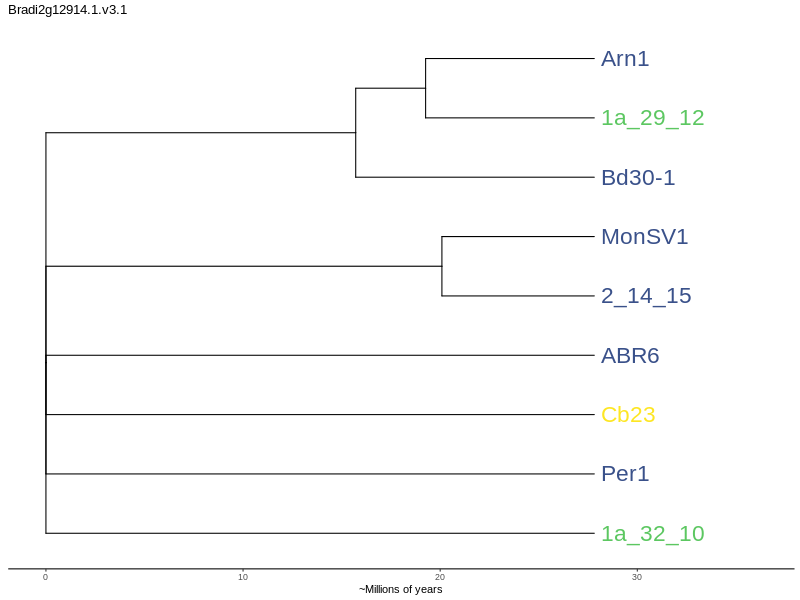 Bradi2g12914.1.v3.1
Arn1
1a_29_12
Bd30-1
MonSV1
2_14_15
ABR6
Cb23
Per1
1a_32_10
0 10 20 30
~Millions of years